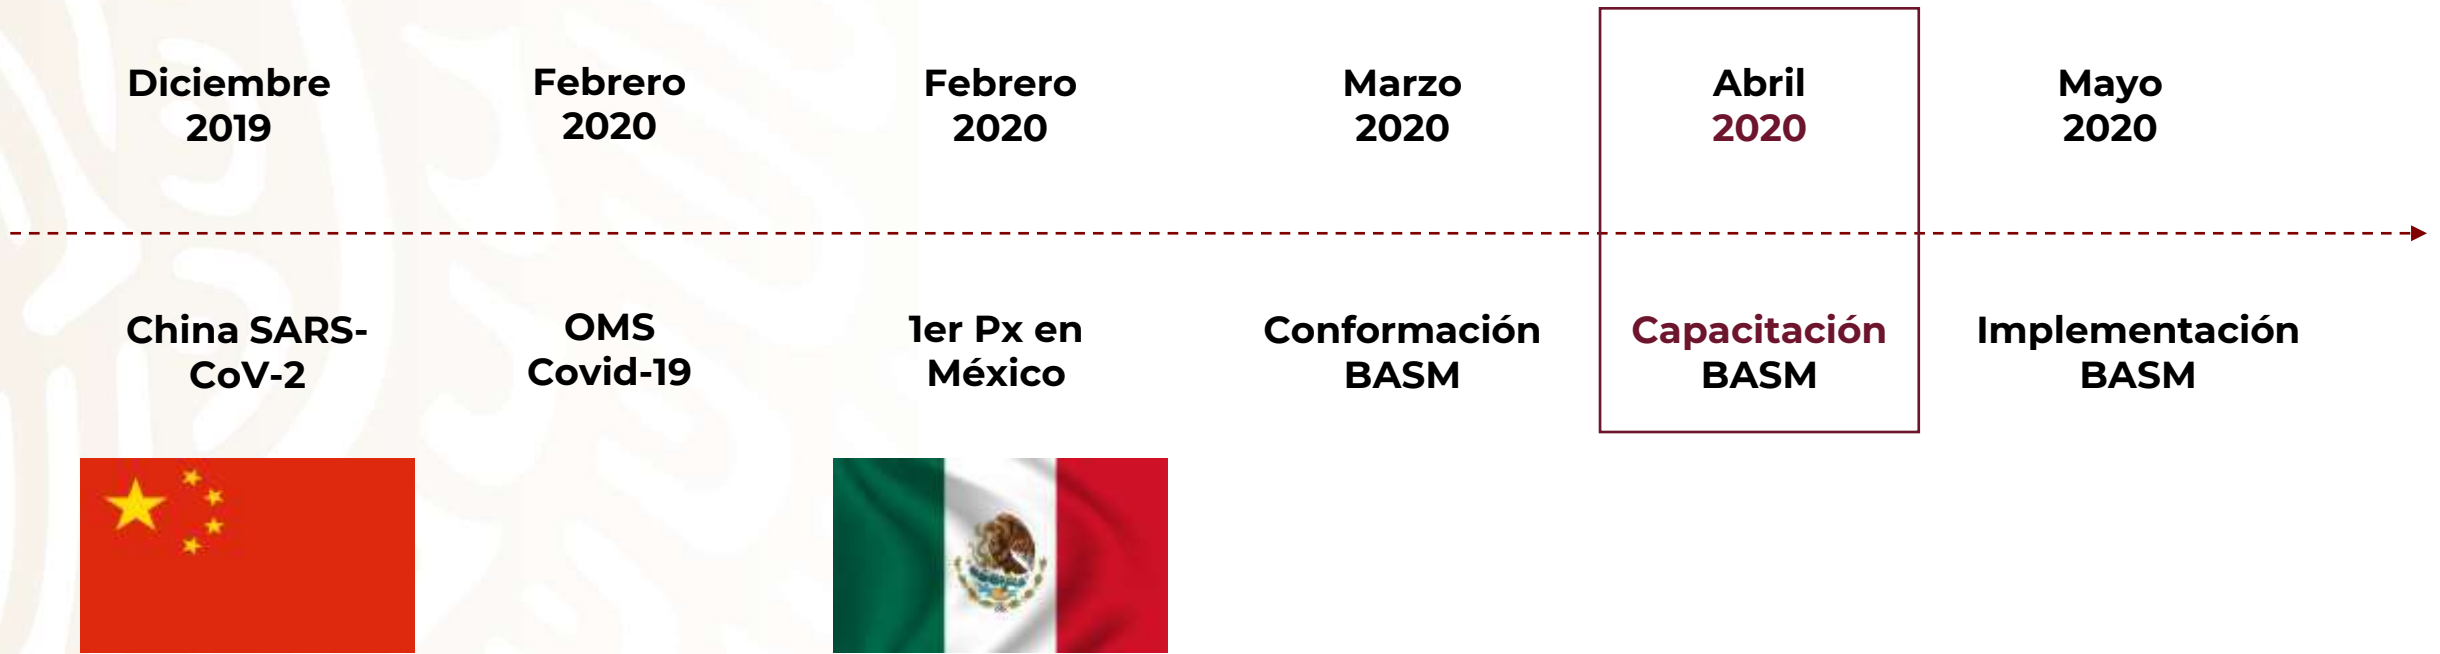 Diciembre
2019
Febrero
2020
Febrero
2020
Marzo
2020
Abril
2020
Mayo
2020
China SARS-
CoV-2
OMS
Covid-19
1er Px en
México
Conformación
BASM
Capacitación
BASM
Implementación
BASM